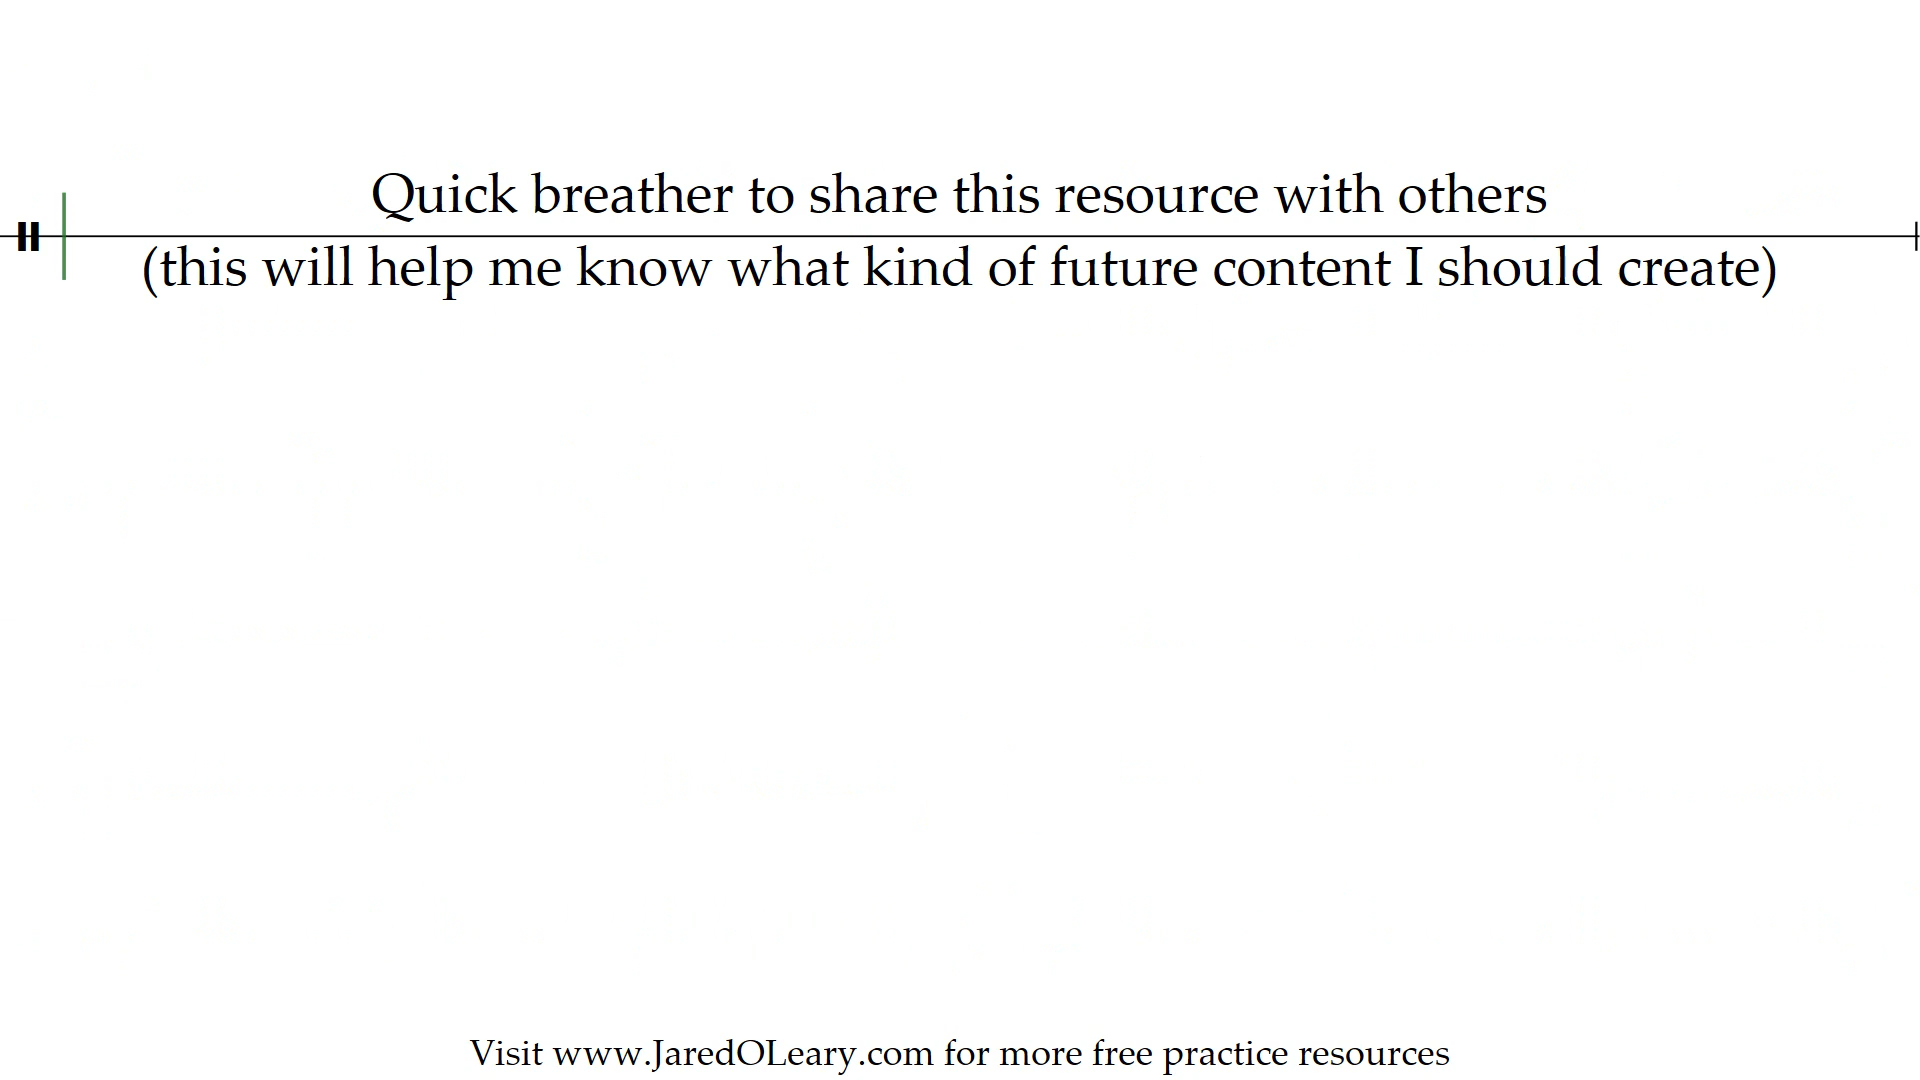 Quick breather to share this resource with others
(this will help me know what kind of future content I should create)
Visit www.JaredOLeary.com for more free practice resources